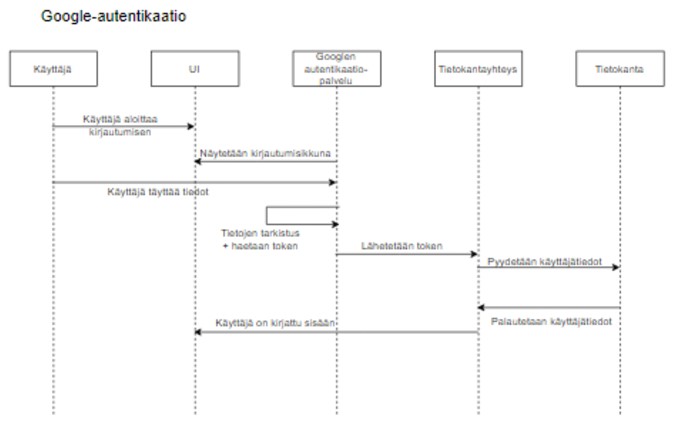 Google-autentikaatio
Käyttäjä
UI
Googlen
autentikaatio-
palvelu
Tietokantayhteys
Tietokanta
Käyttäjä aloittaa
kirjautumisen
Näytetään kirjautumisikkuna
Käyttäjä täyttää tiedot
Tietojen tarkistus
+ haetaan token
Lähetetään token
Pyydetään käyttäjätiedot
Palautetaan käyttäjätiedot
Käyttäjä on kirjattu sisään